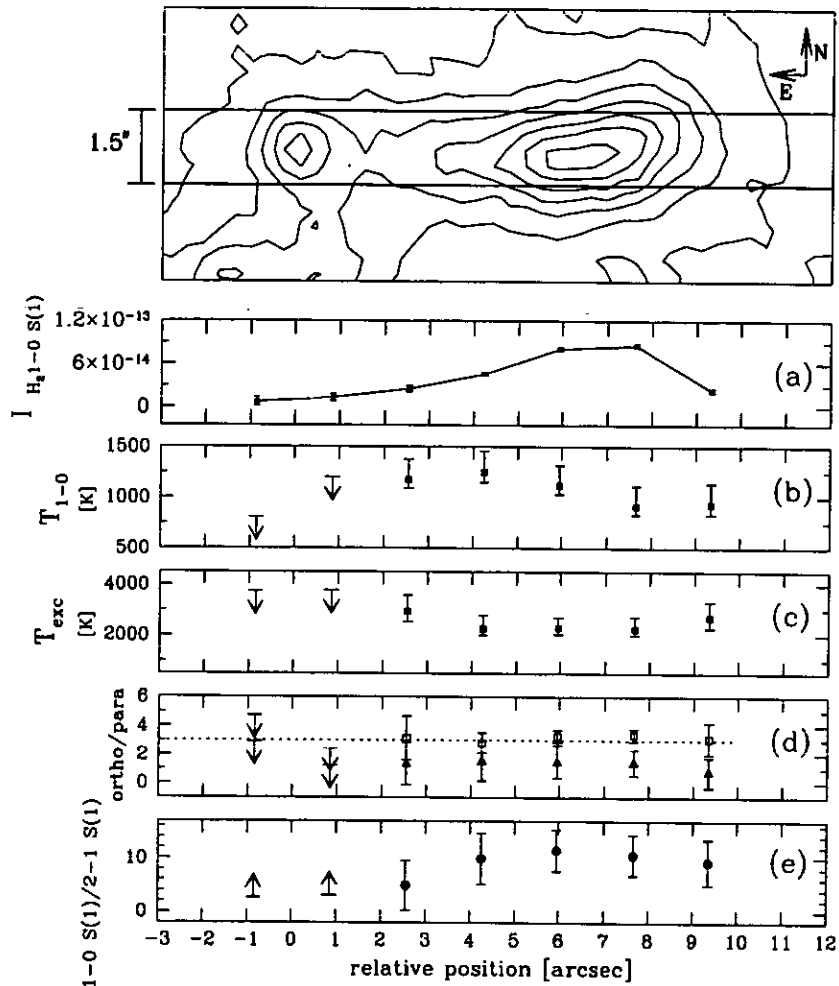 N
E
1.5"
I H₂1-0 S(1)
1.2×10⁻¹³
6×10⁻¹⁴
0
(a)
T₁₋₀
[K]
1500
1000
500
(b)
T_exc
[K]
4000
2000
(c)
ortho/para
6
4
2
0
(d)
1-0 S(1)/2-1 S(1)
10
0
(e)
-3 -2 -1 0 1 2 3 4 5 6 7 8 9 10 11 12
relative position [arcsec]